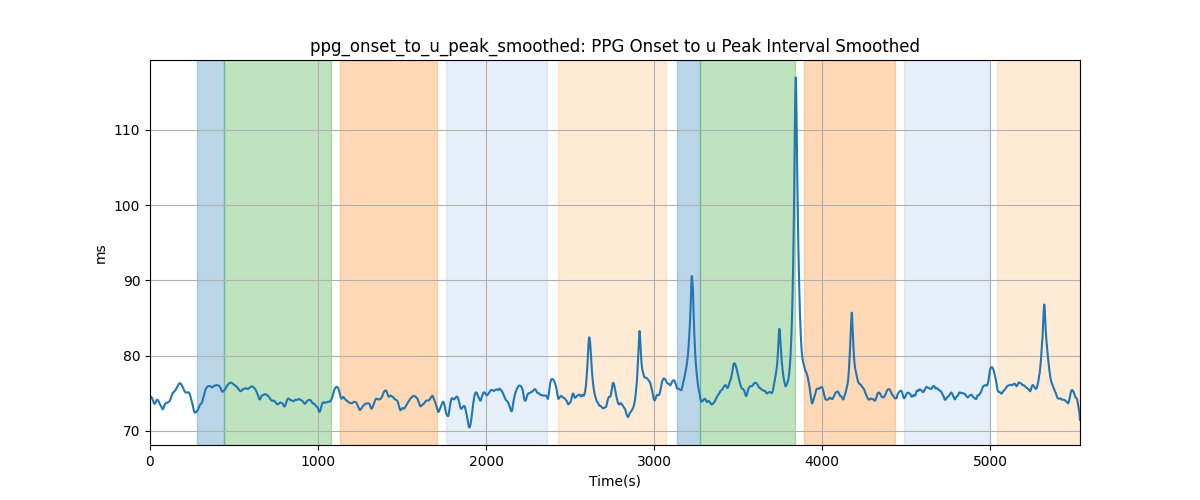 ppg_onset_to_u_peak_smoothed: PPG Onset to u Peak Interval Smoothed
110
100
90
80
70
ms
0 1000 2000 3000 4000 5000
Time(s)